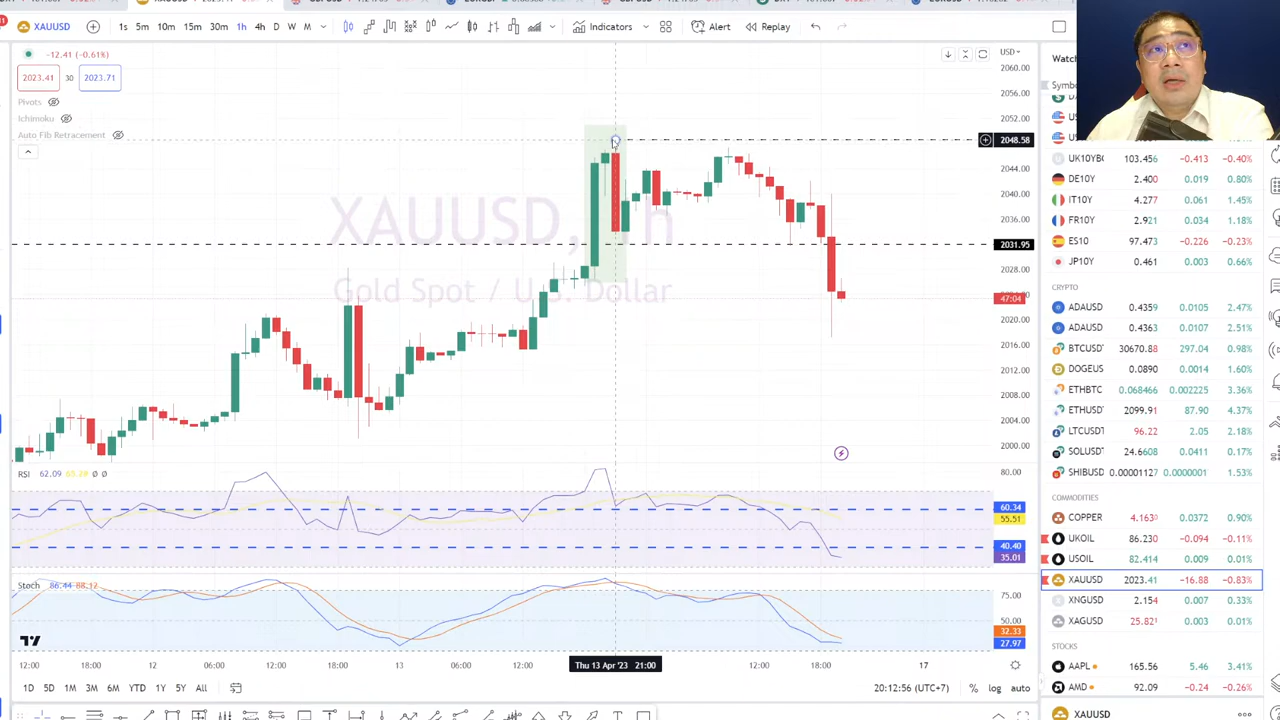 XAUUSD 1s 5m 10m 15m 30m 1h 4h D W M Indicators Alert Replay
−12.41 (−0.61%)
2023.41 30 2023.71
Pivots
Ichimoku
Auto Fib Retracement
XAUUSD, 1h
Gold Spot / U.S. Dollar
USD
2060.00
2056.00
2052.00
2048.58
2044.00
2040.00
2036.00
2031.95
2028.00
47:04
2020.00
2016.00
2012.00
2008.00
2004.00
2000.00
RSI 62.09 65.29 Ø Ø
80.00
60.34
55.51
40.40
35.01
Stoch 86.44 88.12
75.00
50.00
32.33
27.97
12:00 18:00 12 06:00 12:00 18:00 13 06:00 12:00 Thu 13 Apr '23 21:00 12:00 18:00 17
1D 5D 1M 3M 6M YTD 1Y 5Y All
20:12:56 (UTC+7) % log auto
Watch
Symbo
UK10YBG 103.456 −0.413 −0.40%
DE10Y 2.400 0.019 0.80%
IT10Y 4.277 0.061 1.45%
FR10Y 2.921 0.034 1.18%
ES10 97.473 −0.226 −0.23%
JP10Y 0.461 0.003 0.66%
CRYPTO
ADAUSD 0.4359 0.0105 2.47%
ADAUSD 0.4363 0.0107 2.51%
BTCUSDT 30670.88 297.04 0.98%
DOGEUS 0.0890 0.0014 1.60%
ETHBTC 0.068466 0.002225 3.36%
ETHUSDT 2099.91 87.90 4.37%
LTCUSDT 96.22 2.05 2.18%
SOLUSDT 24.6608 0.0411 0.17%
SHIBUSD 0.00001127 0.0000001 1.53%
COMMODITIES
COPPER 4.1630 0.0372 0.90%
UKOIL 86.230 −0.094 −0.11%
USOIL 82.414 0.009 0.01%
XAUUSD 2023.41 −16.88 −0.83%
XNGUSD 2.154 0.007 0.33%
XAGUSD 25.821 0.003 0.01%
STOCKS
AAPL 165.56 5.46 3.41%
AMD 92.09 −0.24 −0.26%
XAUUSD